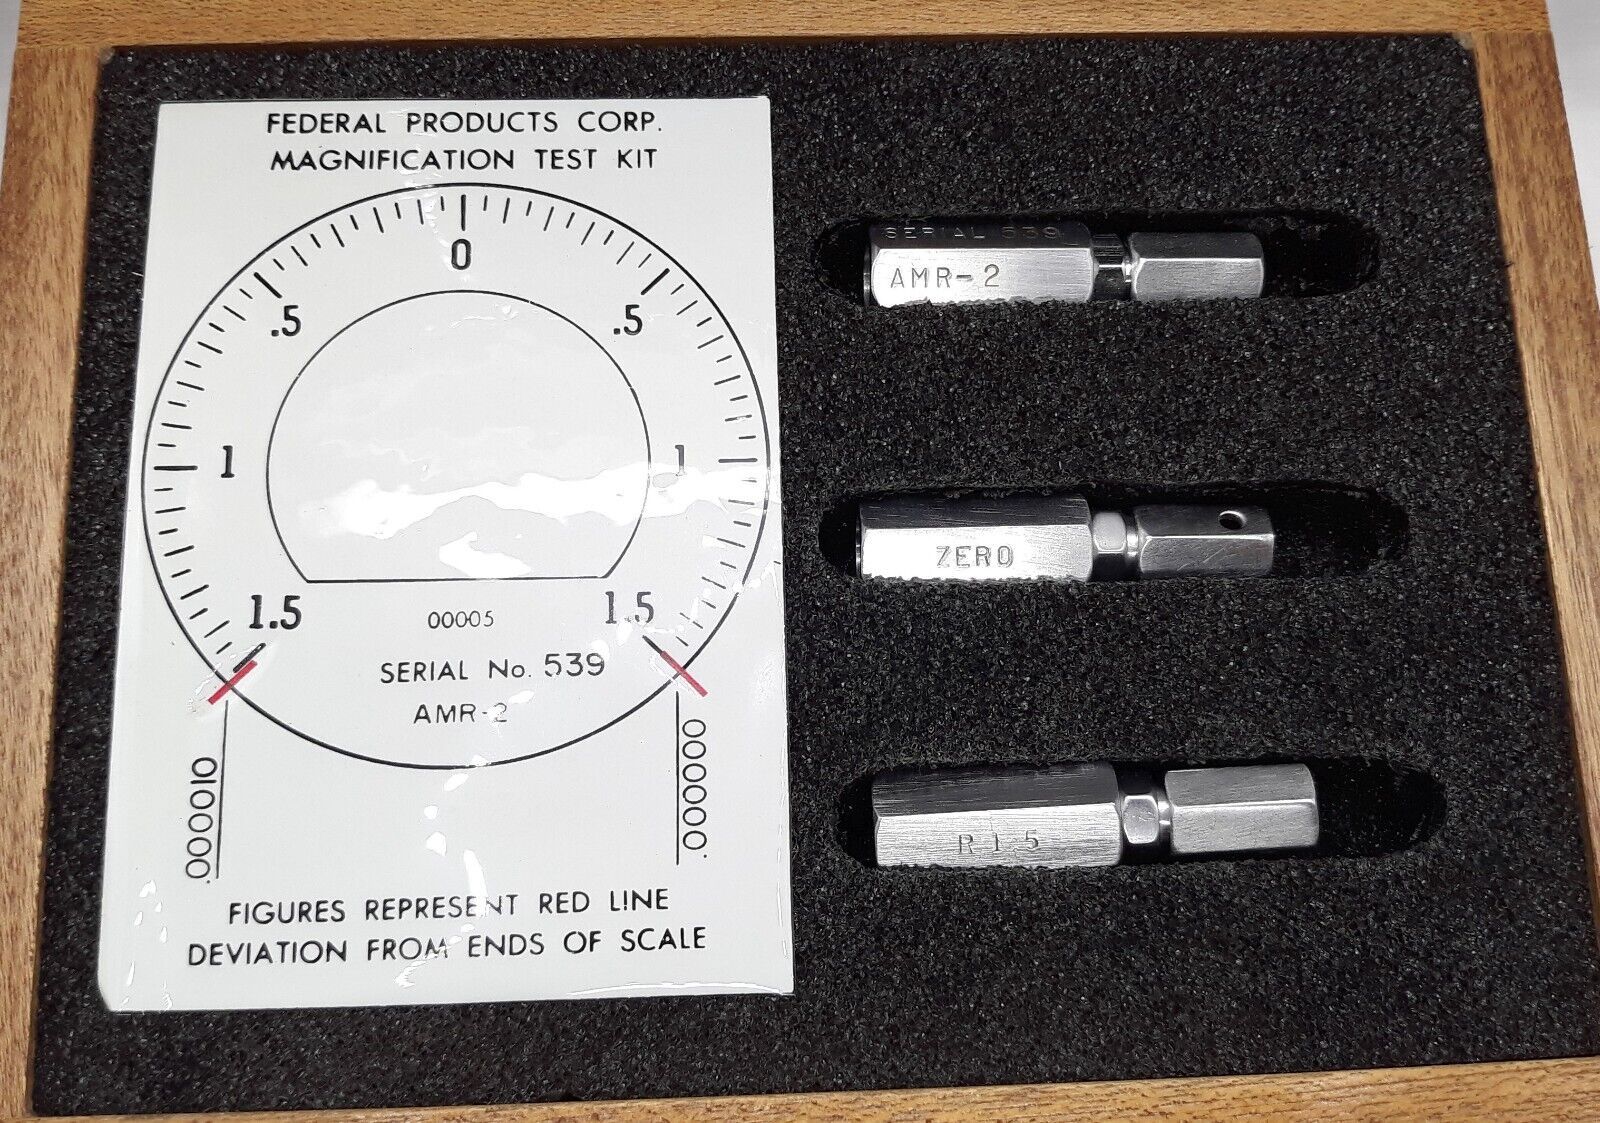 FEDERAL PRODUCTS CORP.
MAGNIFICATION TEST KIT
0
.5 .5
1 1
1.5 1.5
00005
SERIAL No. 539
AMR-2
.000010
.000000
FIGURES REPRESENT RED LINE
DEVIATION FROM ENDS OF SCALE
SERIAL 539
AMR-2
ZERO
R1.5